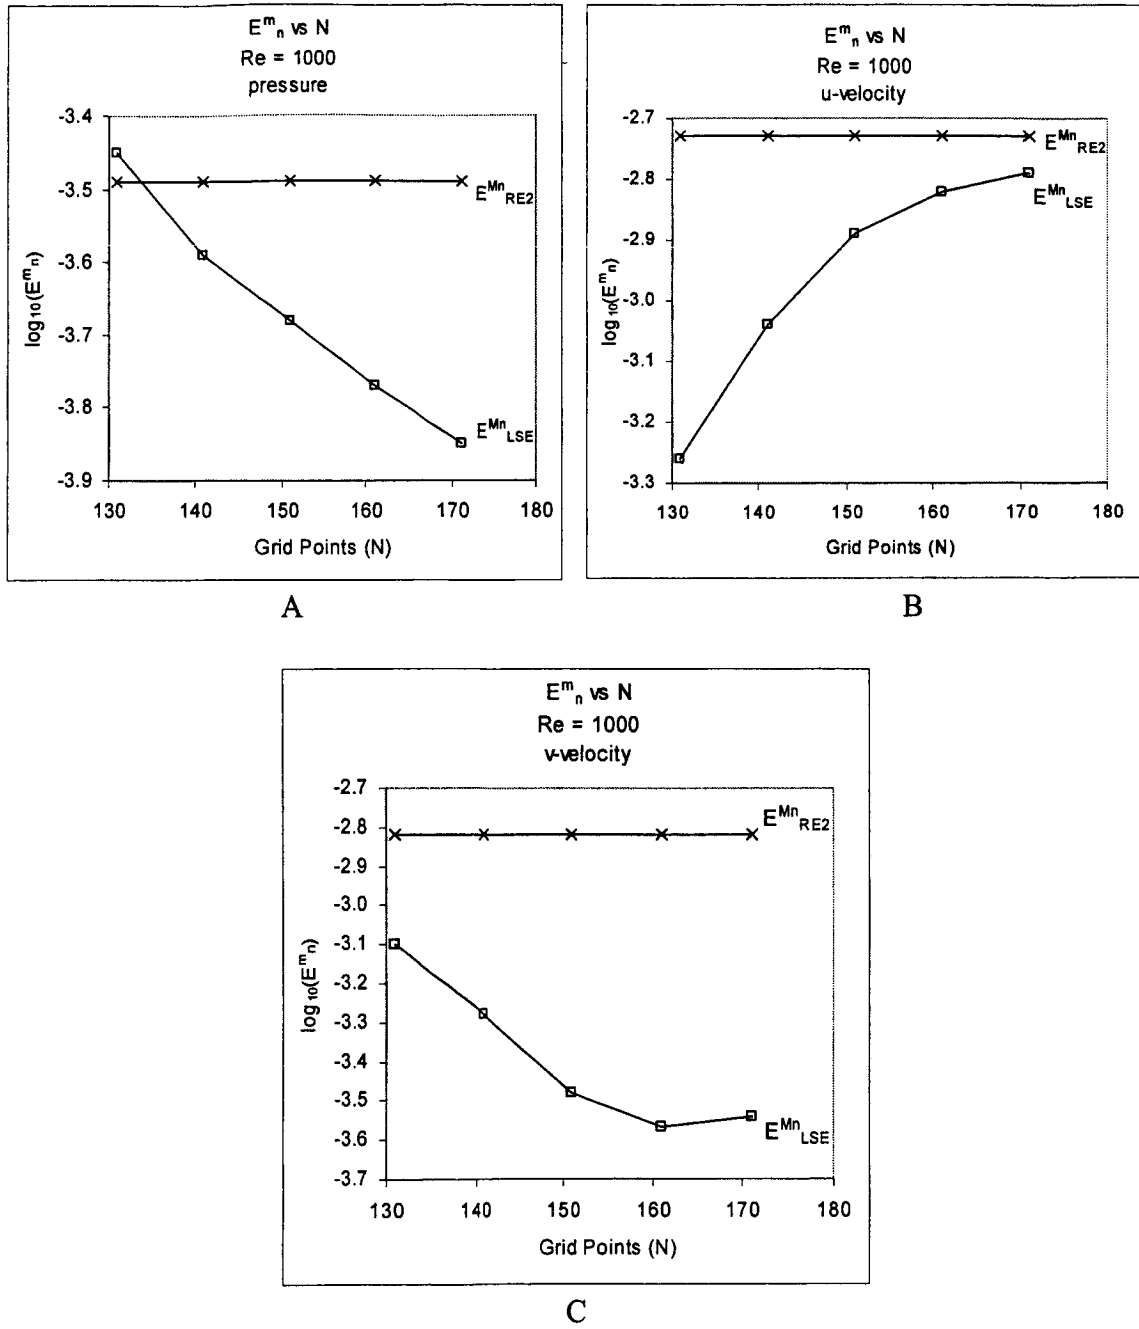 E^m_n vs N
Re = 1000
pressure
-3.4
-3.5
-3.6
-3.7
-3.8
-3.9
log10(E^m_n)
E^Mn_RE2
E^Mn_LSE
130 140 150 160 170 180
Grid Points (N)
A
E^m_n vs N
Re = 1000
u-velocity
-2.7
-2.8
-2.9
-3.0
-3.1
-3.2
-3.3
log10(E^m_n)
E^Mn_RE2
E^Mn_LSE
130 140 150 160 170 180
Grid Points (N)
B
E^m_n vs N
Re = 1000
v-velocity
-2.7
-2.8
-2.9
-3.0
-3.1
-3.2
-3.3
-3.4
-3.5
-3.6
-3.7
log10(E^m_n)
E^Mn_RE2
E^Mn_LSE
130 140 150 160 170 180
Grid Points (N)
C